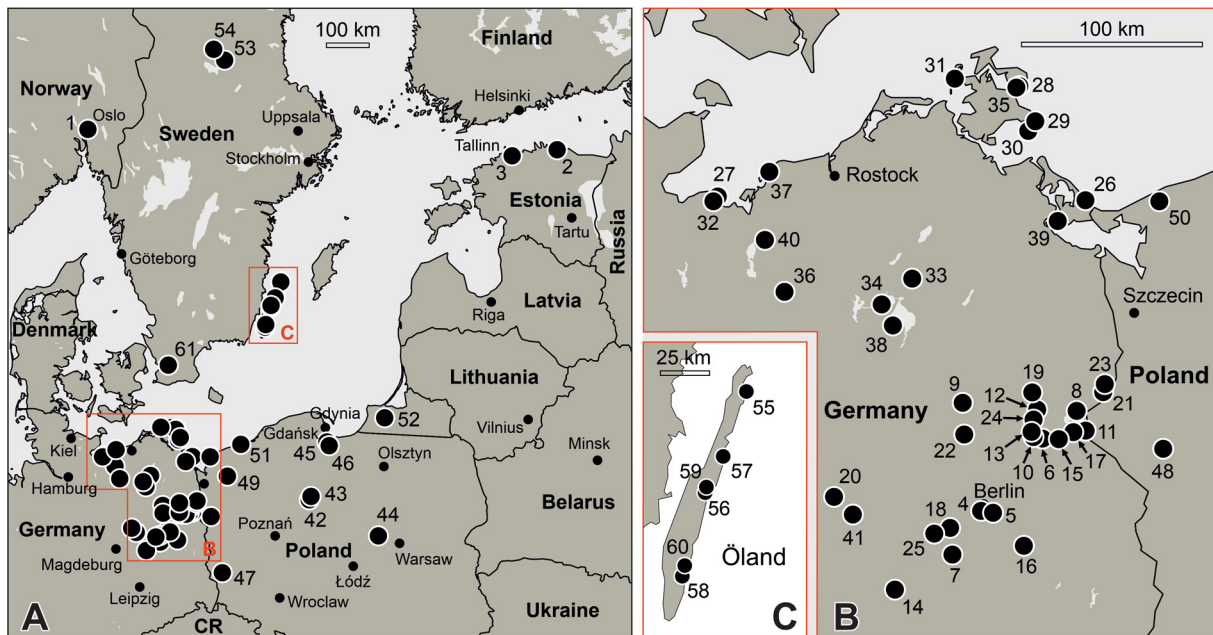 54
53
100 km
Finland
Helsinki
Norway
1
Oslo
Sweden
Uppsala
Stockholm
Tallinn
3
2
Estonia
Tartu
Russia
Göteborg
Latvia
Riga
C
Denmark
61
Lithuania
Vilnius
Minsk
Kiel
Hamburg
Gdynia
Gdańsk
52
51
45
46
Olsztyn
49
43
42
Belarus
Germany
Poznań
Poland
44
Warsaw
B
Magdeburg
47
Łódź
Leipzig
Wroclaw
Ukraine
A
CR
100 km
31
28
35
29
30
27
37
Rostock
32
26
50
39
40
36
33
34
Szczecin
38
19
23
9
12
8
21
Poland
24
Germany
22
11
13
10
6
15
17
48
20
Berlin
4
5
41
18
25
7
16
14
B
25 km
55
57
59
56
60
Öland
58
C